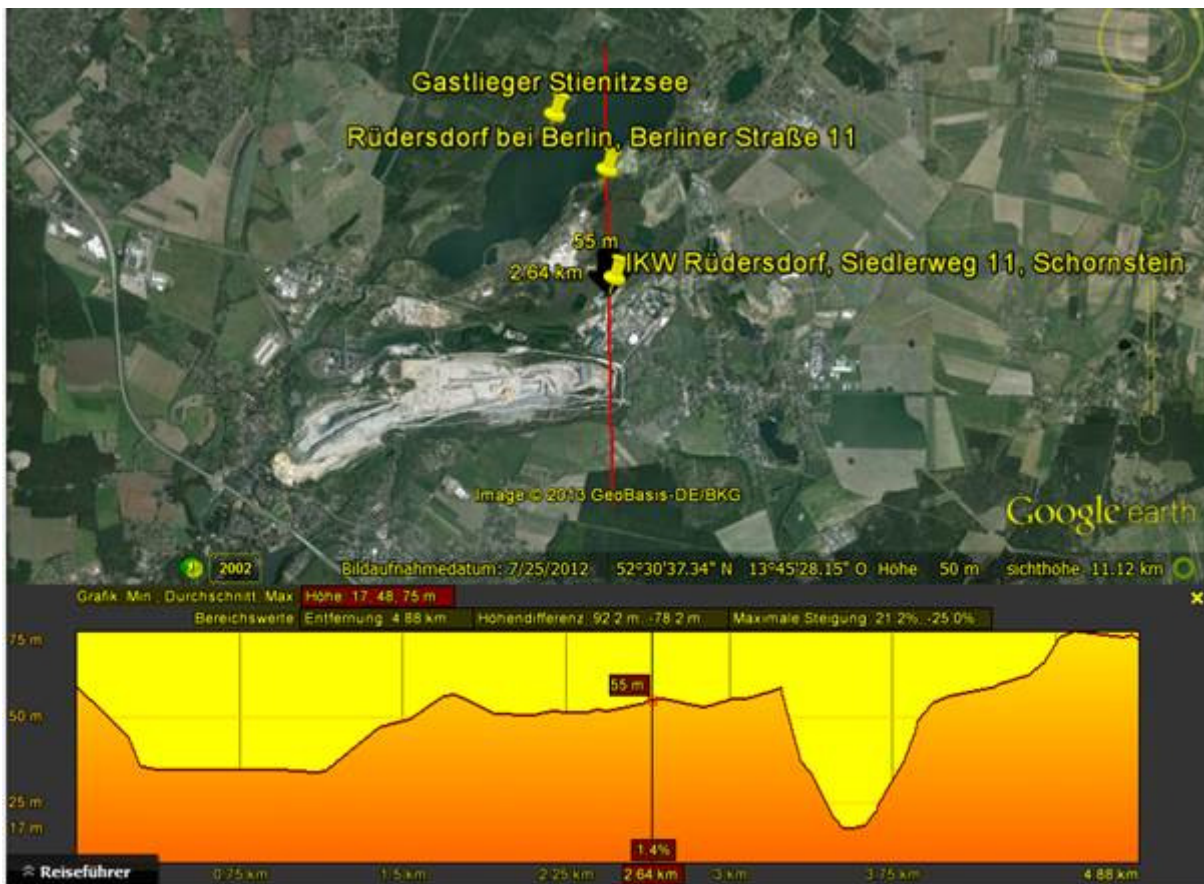 Gastlieger Stienitzsee
Rüdersdorf bei Berlin, Berliner Straße 11
55 m
2.64 km
IKW Rüdersdorf, Siedlerweg 11, Schornstein
Image © 2013 GeoBasis-DE/BKG
Google earth
2002
Bildaufnahmedatum: 7/25/2012 52°30'37.34" N 13°45'28.15" O Höhe 50 m sichthöhe 11.12 km
Grafik: Min., Durchschnitt, Max. Höhe: 17, 48, 75 m
Bereichswerte Entfernung: 4.88 km Höhendifferenz: 92.2 m, -78.2 m Maximale Steigung: 21.2%, -25.0%
75 m
55 m
50 m
25 m
17 m
1.4%
Reiseführer
0.75 km 1.5 km 2.25 km 2.64 km 3 km 3.75 km 4.88 km